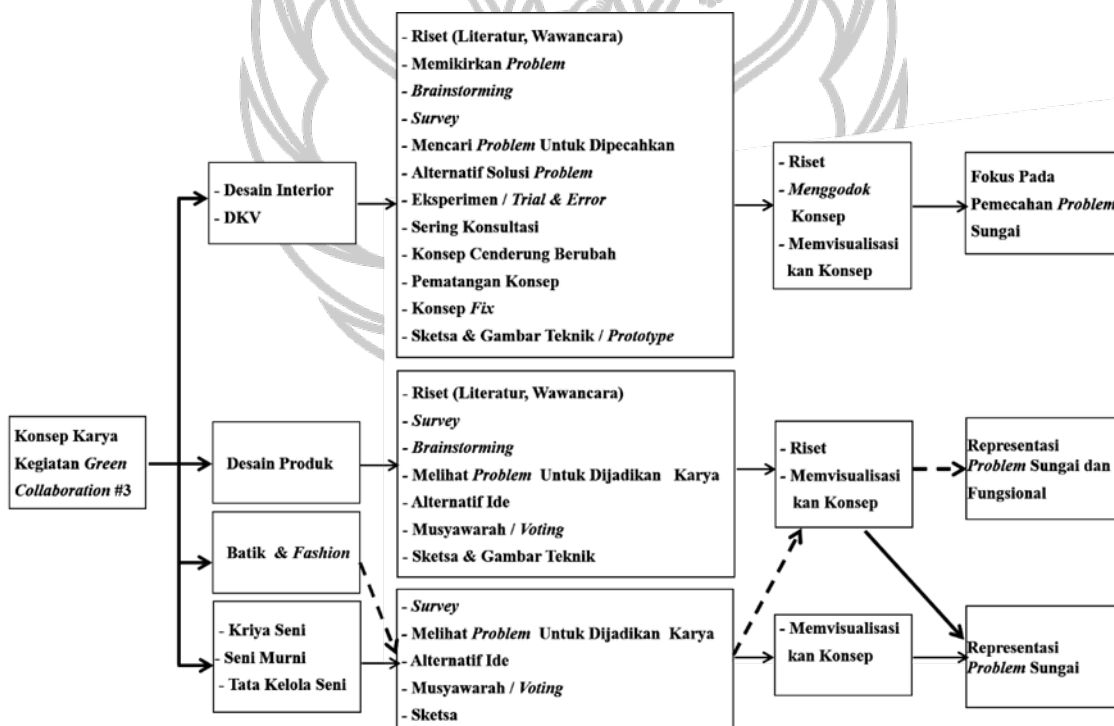 - Riset (Literatur, Wawancara)
- Memikirkan Problem
- Brainstorming
- Survey
- Mencari Problem Untuk Dipecahkan
- Alternatif Solusi Problem
- Eksperimen / Trial & Error
- Sering Konsultasi
- Konsep Cenderung Berubah
- Pematangan Konsep
- Konsep Fix
- Sketsa & Gambar Teknik / Prototype
- Desain Interior
- DKV
- Riset
- Menggodok
Konsep
- Memvisualisasi
kan Konsep
Fokus Pada
Pemecahan Problem
Sungai
Konsep Karya
Kegiatan Green
Collaboration #3
Desain Produk
- Riset (Literatur, Wawancara)
- Survey
- Brainstorming
- Melihat Problem Untuk Dijadikan Karya
- Alternatif Ide
- Musyawarah / Voting
- Sketsa & Gambar Teknik
- Riset
- Memvisualisasi
kan Konsep
Representasi
Problem Sungai dan
Fungsional
Batik & Fashion
- Kriya Seni
- Seni Murni
- Tata Kelola Seni
- Survey
- Melihat Problem Untuk Dijadikan Karya
- Alternatif Ide
- Musyawarah / Voting
- Sketsa
- Memvisualisasi
kan Konsep
Representasi
Problem Sungai